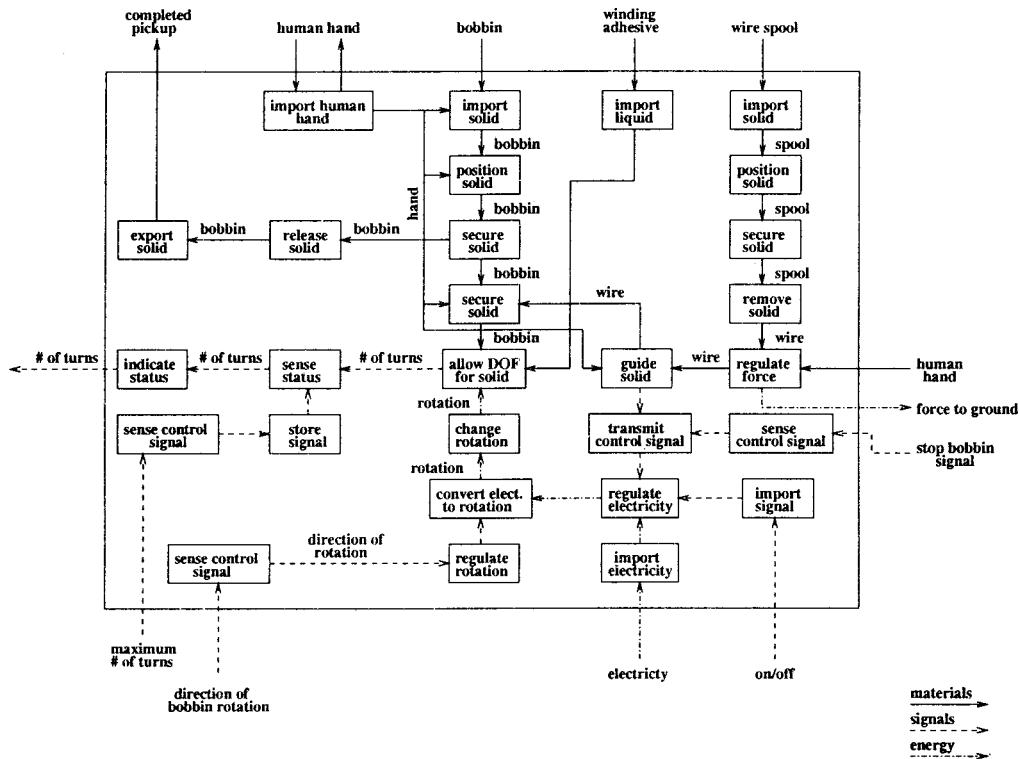 completed
pickup
human hand
bobbin
winding
adhesive
wire spool
import human
hand
import
solid
import
liquid
import
solid
bobbin
spool
position
solid
position
solid
hand
bobbin
spool
export
solid
bobbin
release
solid
bobbin
secure
solid
secure
solid
bobbin
spool
secure
solid
wire
remove
solid
bobbin
wire
# of turns
indicate
status
# of turns
sense
status
# of turns
allow DOF
for solid
guide
solid
wire
regulate
force
human
hand
rotation
force to ground
sense control
signal
store
signal
change
rotation
transmit
control signal
sense
control signal
stop bobbin
signal
rotation
convert elect.
to rotation
regulate
electricity
import
signal
direction of
rotation
sense control
signal
regulate
rotation
import
electricity
maximum
# of turns
direction of
bobbin rotation
electricty
on/off
materials
signals
energy